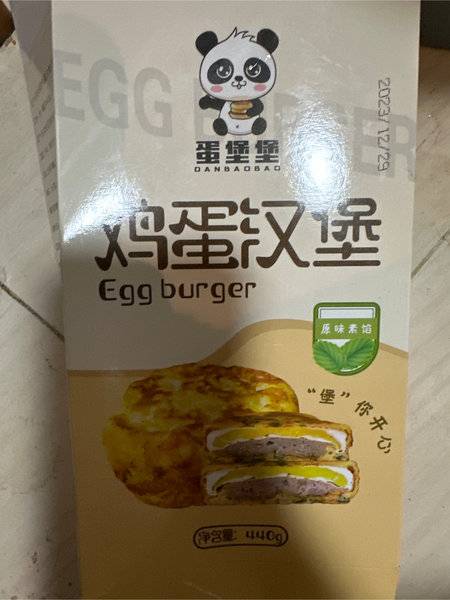 EGG BURGER
蛋堡堡
DANBAOBAO
2023/12/29
鸡蛋汉堡
Egg burger
原味素馅
“堡”你开心
净含量: 440g